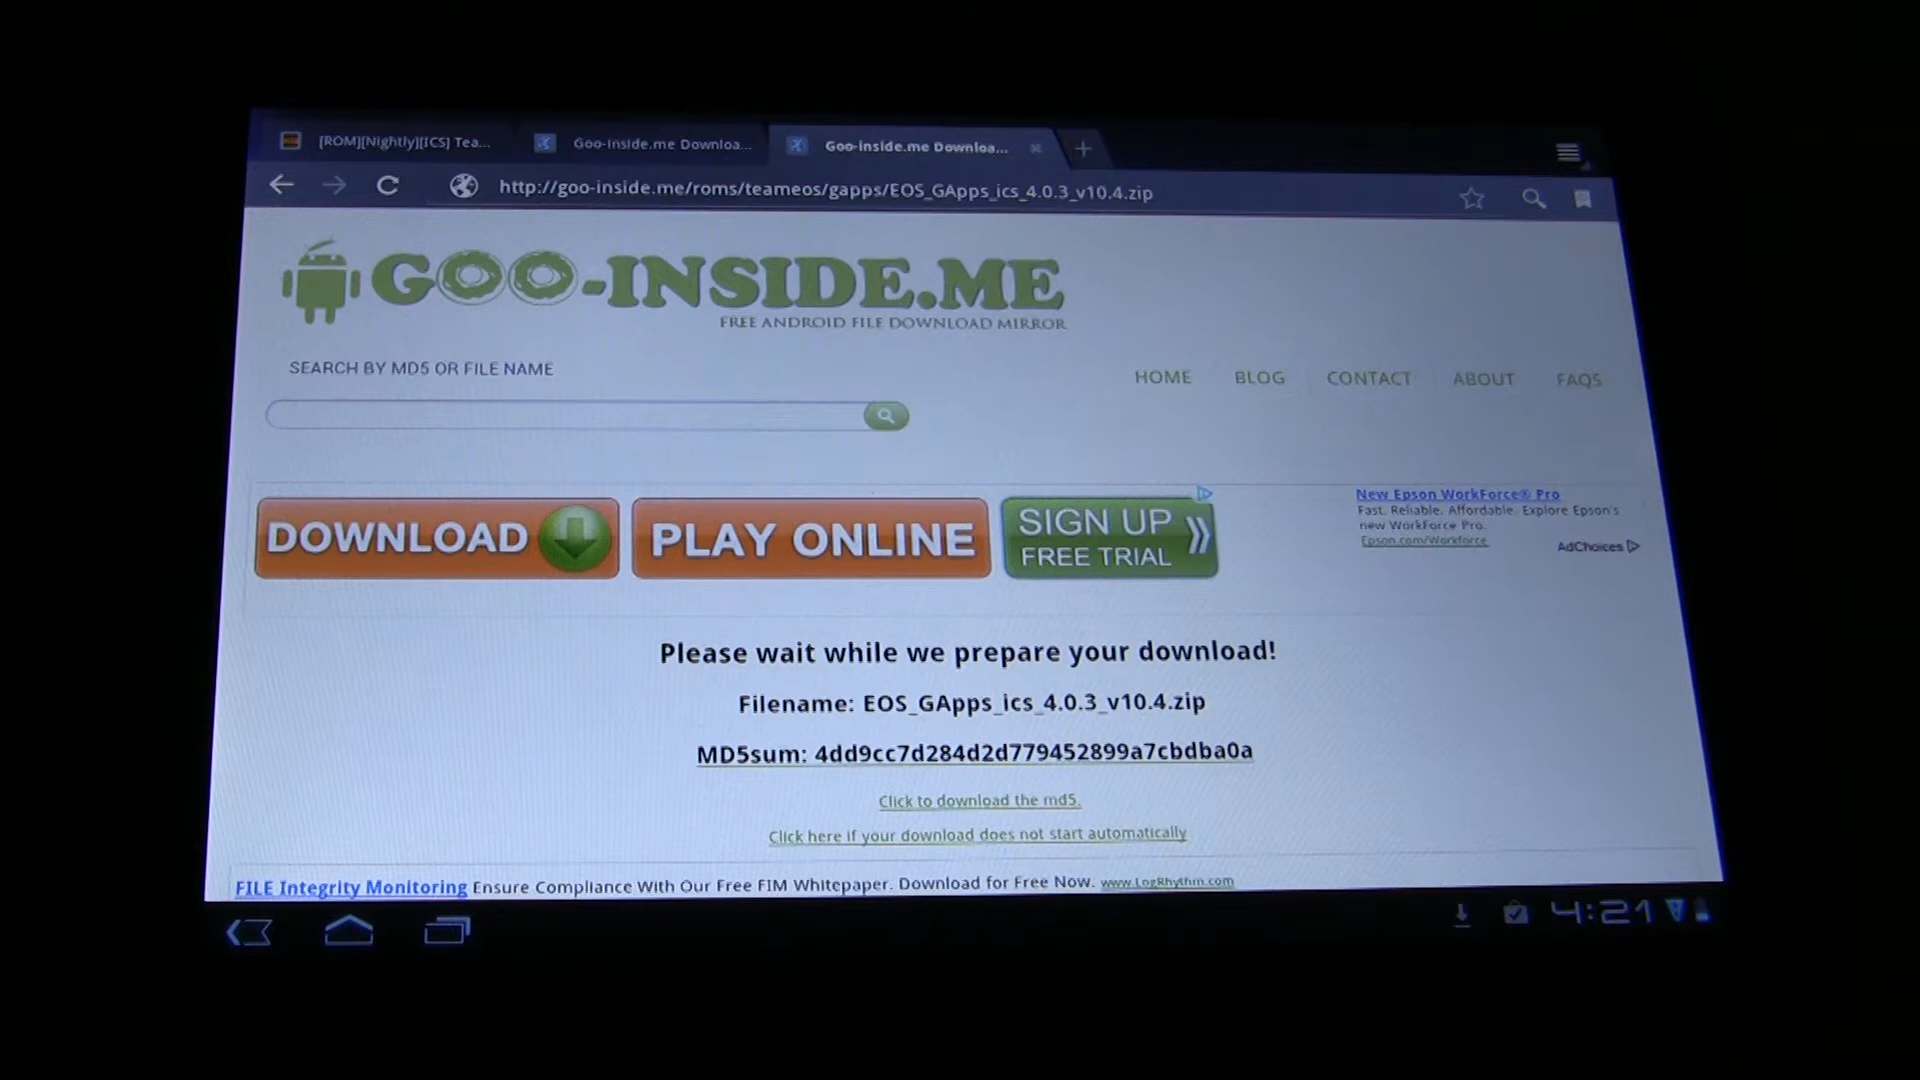 [ROM][Nightly][ICS] Tea...
Goo-Inside.me Downloa...
Goo-Inside.me Downloa...
http://goo-inside.me/roms/teameos/gapps/EOS_GApps_ics_4.0.3_v10.4.zip
GOO-INSIDE.ME
FREE ANDROID FILE DOWNLOAD MIRROR
SEARCH BY MD5 OR FILE NAME
HOME BLOG CONTACT ABOUT FAQS
DOWNLOAD
PLAY ONLINE
SIGN UP
FREE TRIAL
New Epson WorkForce® Pro
Fast. Reliable. Affordable. Explore Epson's
new WorkForce Pro.
Epson.com/Workforce
AdChoices
Please wait while we prepare your download!
Filename: EOS_GApps_ics_4.0.3_v10.4.zip
MD5sum: 4dd9cc7d284d2d779452899a7cbdba0a
Click to download the md5.
Click here if your download does not start automatically
FILE Integrity Monitoring Ensure Compliance With Our Free FIM Whitepaper. Download for Free Now. www.LogRhythm.com
4:21